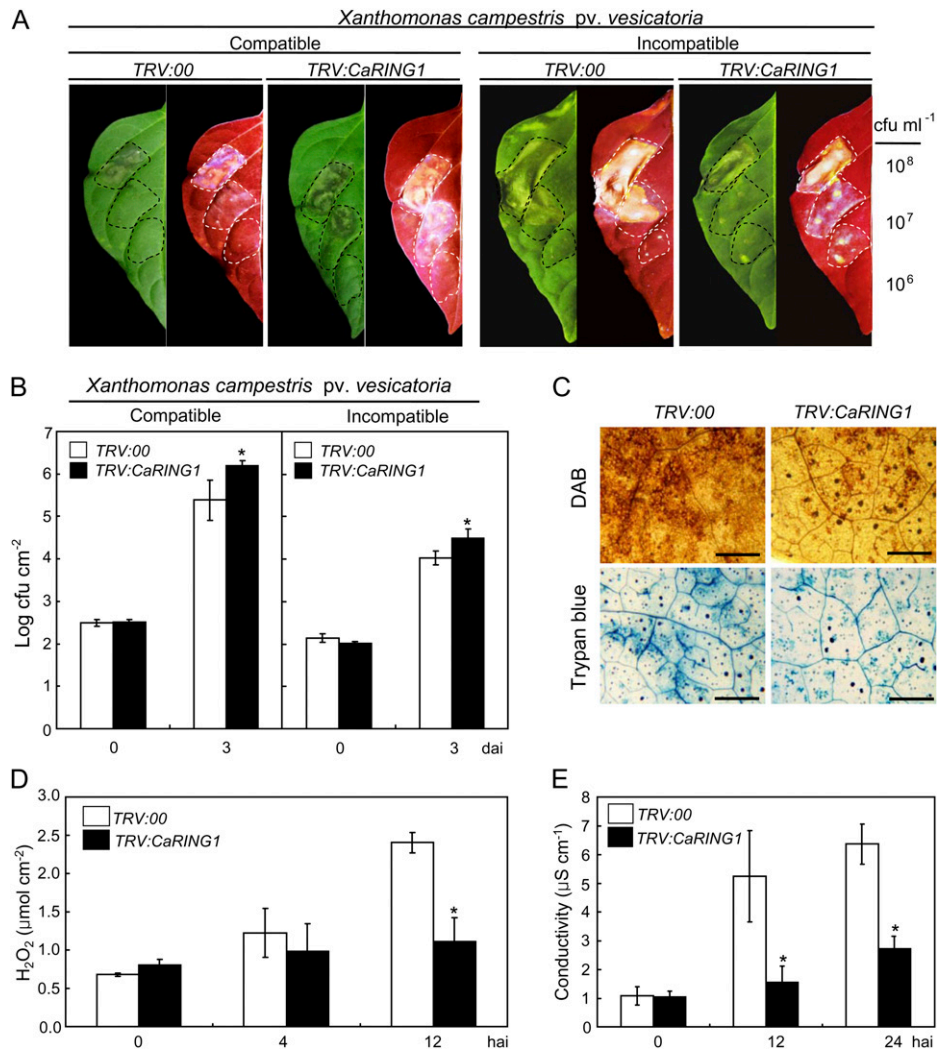 A
Xanthomonas campestris pv. vesicatoria
Compatible Incompatible
TRV:00 TRV:CaRING1 TRV:00 TRV:CaRING1
cfu ml⁻¹
10⁸
10⁷
10⁶
B
Xanthomonas campestris pv. vesicatoria
Compatible Incompatible
TRV:00
TRV:CaRING1
TRV:00
TRV:CaRING1
Log cfu cm⁻²
7
6
5
4
3
2
1
0
* *
0 3 0 3 dai
C
TRV:00 TRV:CaRING1
DAB
Trypan blue
D
TRV:00
TRV:CaRING1
H₂O₂ (μmol cm⁻²)
3.0
2.5
2.0
1.5
1.0
0.5
0.0
*
0 4 12 hai
E
TRV:00
TRV:CaRING1
Conductivity (μS cm⁻¹)
8
7
6
5
4
3
2
1
0
* *
0 12 24 hai